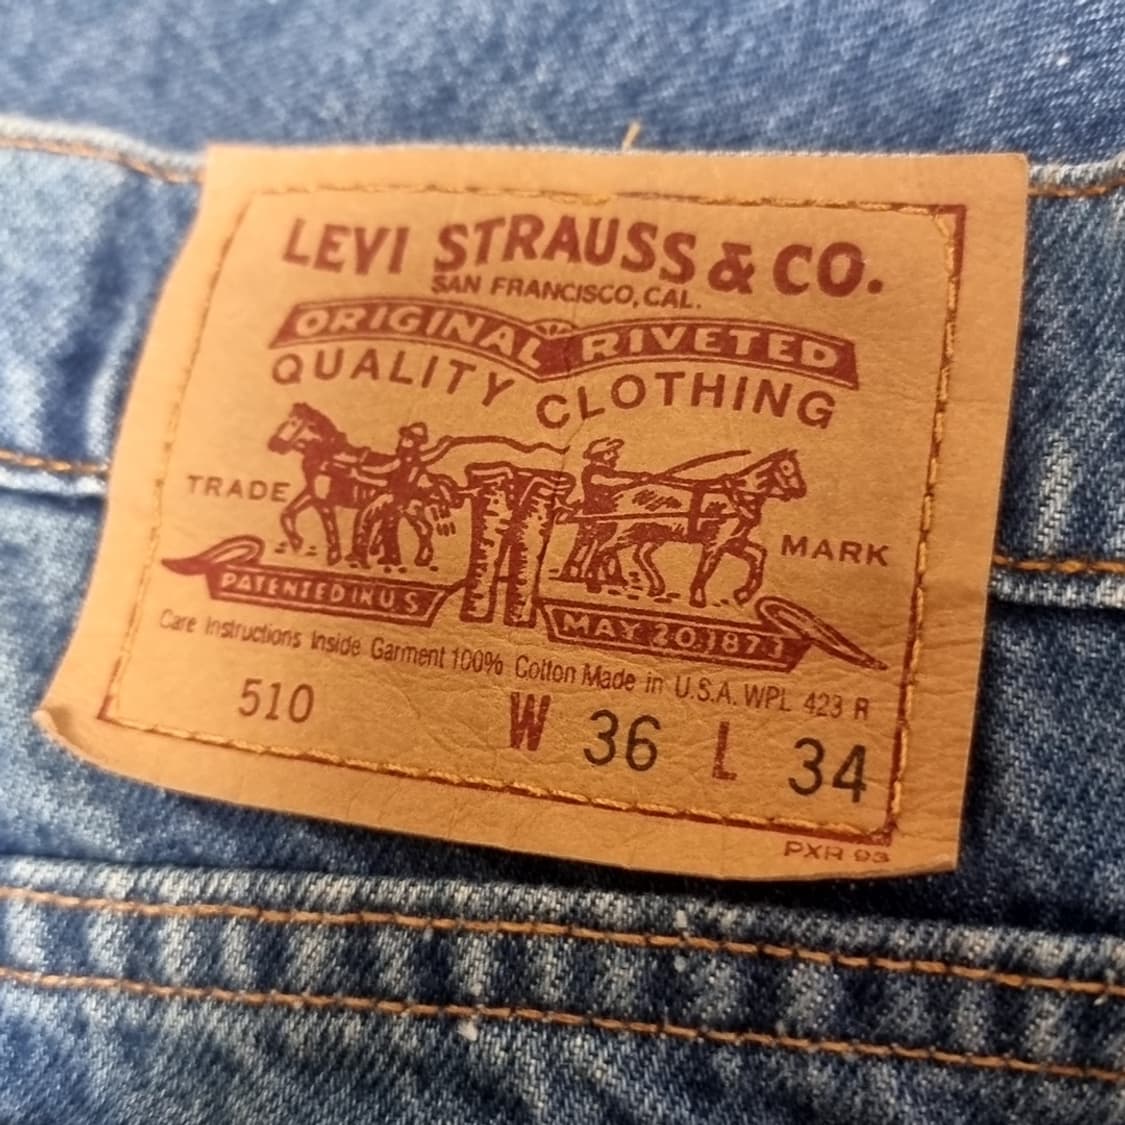 LEVI STRAUSS & CO.
SAN FRANCISCO, CAL.
ORIGINAL RIVETED
QUALITY CLOTHING
TRADE MARK
PATENTED IN U S MAY 20 1873
Care Instructions Inside Garment 100% Cotton Made in U.S.A. WPL 423 R
510 W 36 L 34
PXR 93